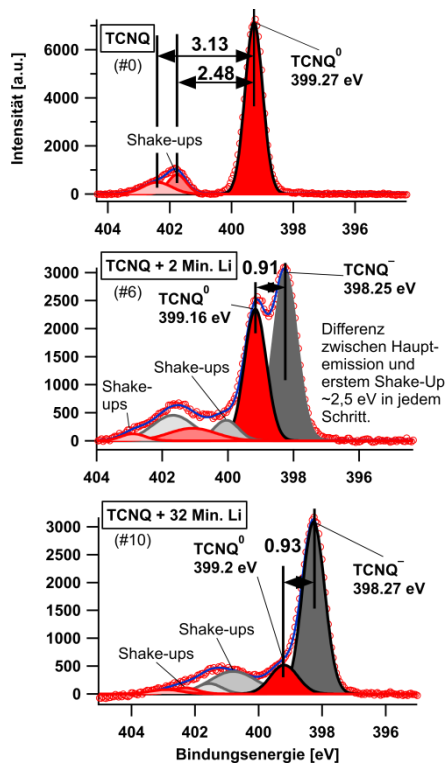 TCNQ
(#0)
3.13
2.48
TCNQ⁰
399.27 eV
Shake-ups
Intensität [a.u.]
6000
4000
2000
0
404 402 400 398 396
TCNQ + 2 Min. Li
(#6)
0.91
TCNQ⁰
399.16 eV
TCNQ⁻
398.25 eV
Shake-
ups
Shake-ups
Differenz
zwischen Haupt-
emission und
erstem Shake-Up
~2,5 eV in jedem
Schritt.
3000
2500
2000
1500
1000
500
0
404 402 400 398 396
TCNQ + 32 Min. Li
(#10)
0.93
TCNQ⁰
399.2 eV
TCNQ⁻
398.27 eV
Shake-ups
Shake-ups
3000
2500
2000
1500
1000
500
0
404 402 400 398 396
Bindungsenergie [eV]